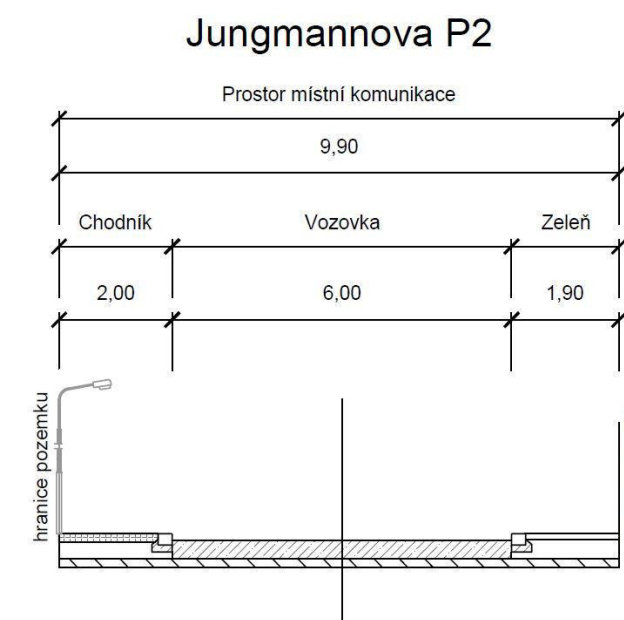 Jungmannova P2
Prostor místní komunikace
9,90
Chodník Vozovka Zeleň
2,00 6,00 1,90
hranice pozemku